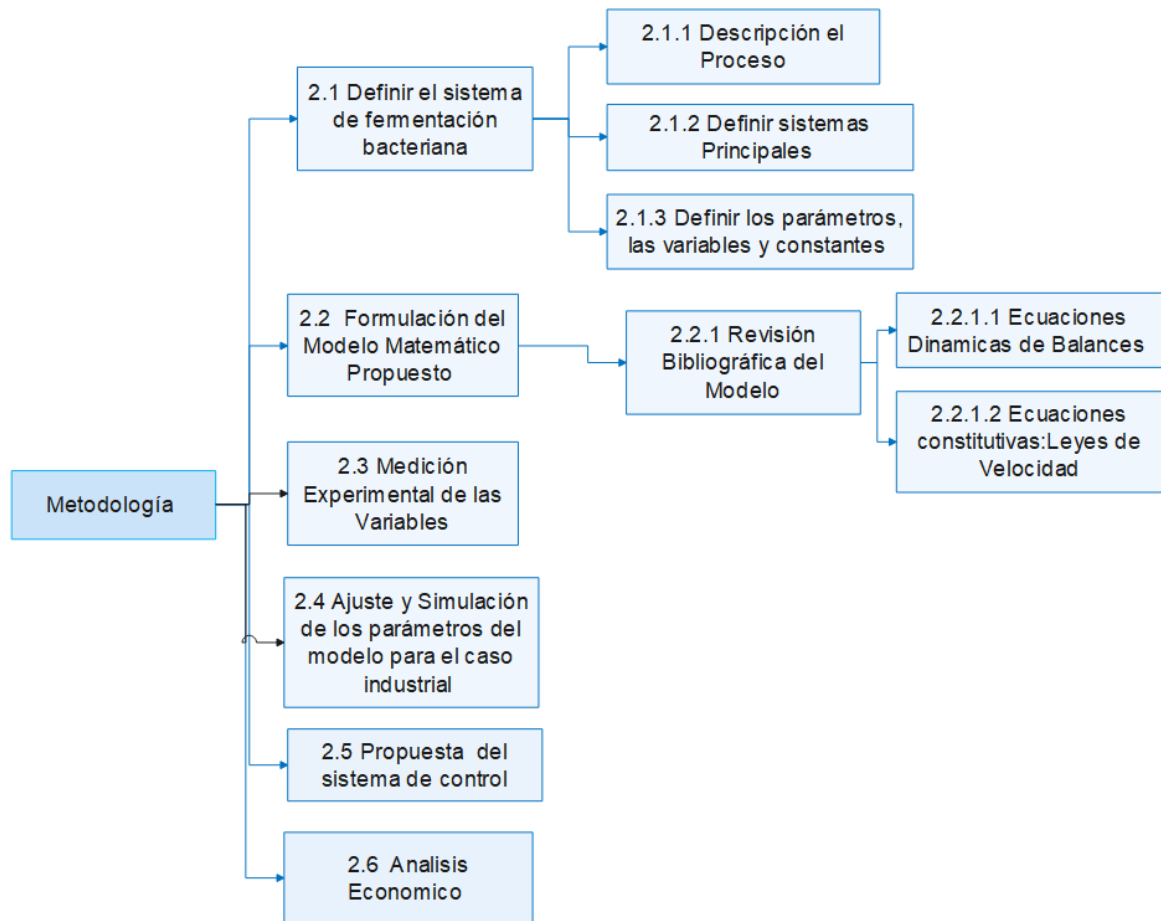 Metodología
2.1 Definir el sistema
de fermentación
bacteriana
2.1.1 Descripción el
Proceso
2.1.2 Definir sistemas
Principales
2.1.3 Definir los parámetros,
las variables y constantes
2.2 Formulación del
Modelo Matemático
Propuesto
2.2.1 Revisión
Bibliográfica del
Modelo
2.2.1.1 Ecuaciones
Dinamicas de Balances
2.2.1.2 Ecuaciones
constitutivas:Leyes de
Velocidad
2.3 Medición
Experimental de las
Variables
2.4 Ajuste y Simulación
de los parámetros del
modelo para el caso
industrial
2.5 Propuesta del
sistema de control
2.6 Analisis
Economico